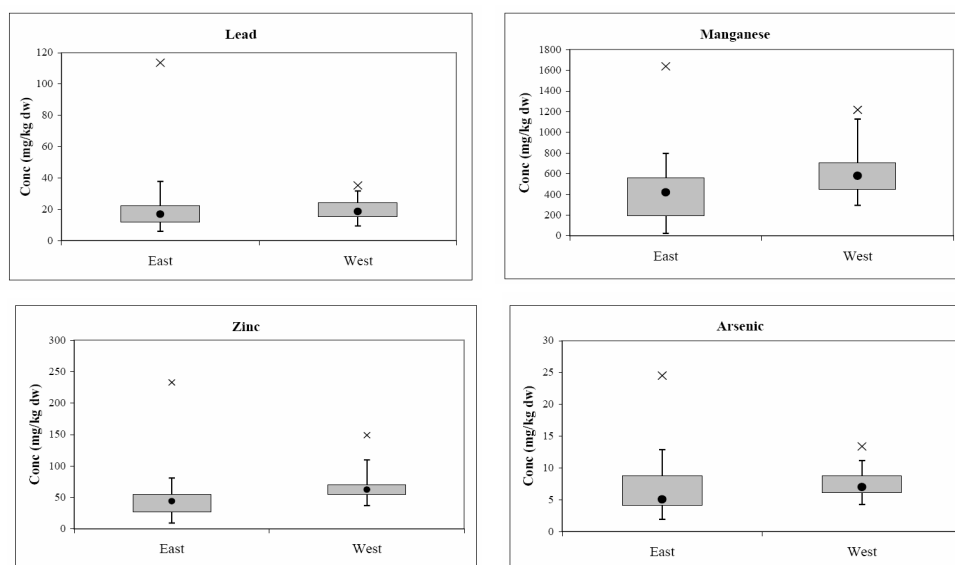 Lead
Conc (mg/kg dw)
120
100
80
60
40
20
0
East West
Manganese
Conc (mg/kg dw)
1800
1600
1400
1200
1000
800
600
400
200
0
East West
Zinc
Conc (mg/kg dw)
300
250
200
150
100
50
0
East West
Arsenic
Conc (mg/kg dw)
30
25
20
15
10
5
0
East West